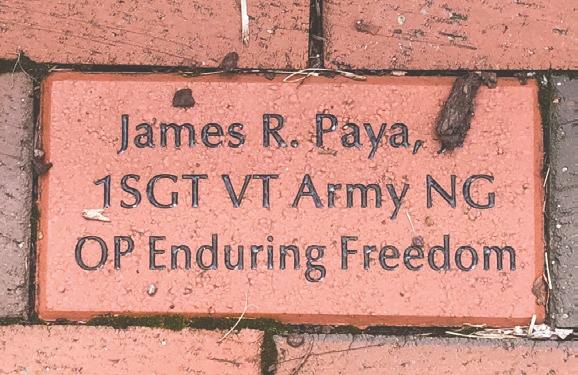 James R. Paya,
1SGT VT Army NG
OP Enduring Freedom